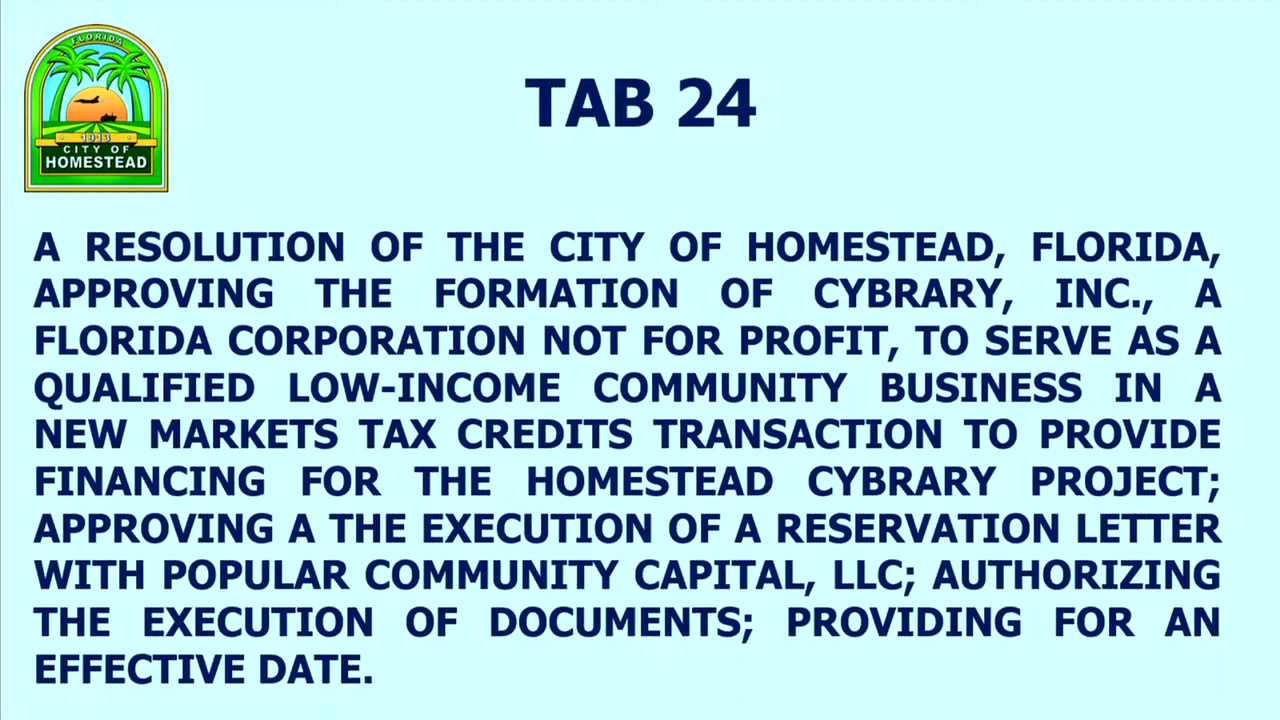 FLORIDA
1913
CITY OF
HOMESTEAD
TAB 24
A RESOLUTION OF THE CITY OF HOMESTEAD, FLORIDA,
APPROVING THE FORMATION OF CYBRARY, INC., A
FLORIDA CORPORATION NOT FOR PROFIT, TO SERVE AS A
QUALIFIED LOW-INCOME COMMUNITY BUSINESS IN A
NEW MARKETS TAX CREDITS TRANSACTION TO PROVIDE
FINANCING FOR THE HOMESTEAD CYBRARY PROJECT;
APPROVING A THE EXECUTION OF A RESERVATION LETTER
WITH POPULAR COMMUNITY CAPITAL, LLC; AUTHORIZING
THE EXECUTION OF DOCUMENTS; PROVIDING FOR AN
EFFECTIVE DATE.